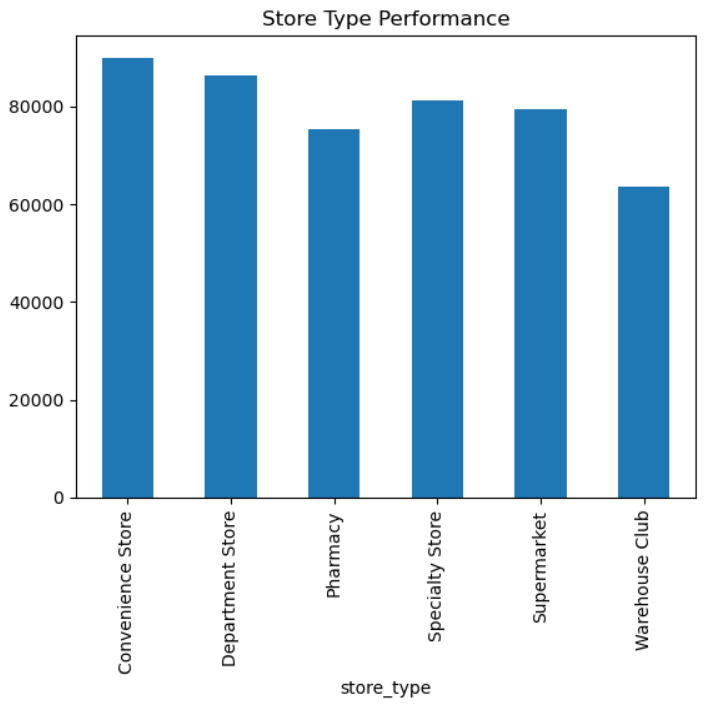 Store Type Performance
80000
60000
40000
20000
0
Convenience Store
Department Store
Pharmacy
Specialty Store
Supermarket
Warehouse Club
store_type